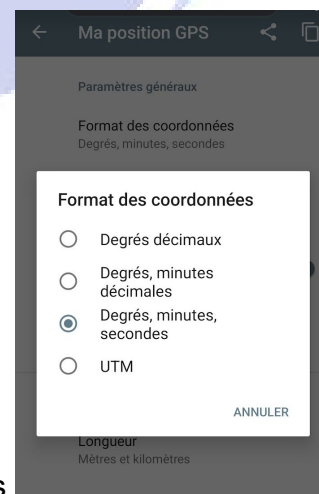 Ma position GPS
Paramètres généraux
Format des coordonnées
Degrés, minutes, secondes
Format des coordonnées
Degrés décimaux
Degrés, minutes
décimales
Degrés, minutes,
secondes
UTM
ANNULER
Longueur
Mètres et kilomètres
s